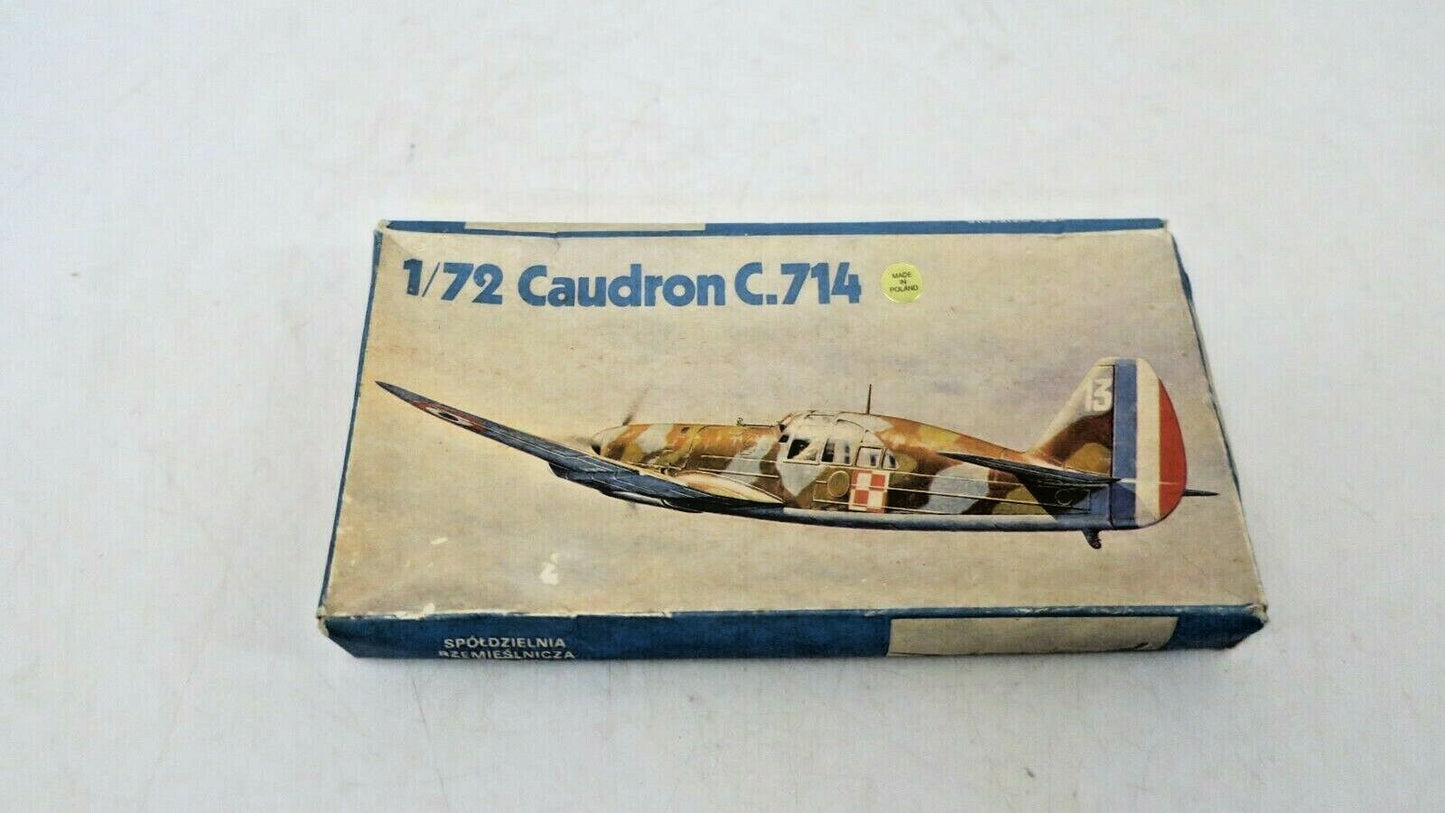 1/72 Caudron C.714
MADE
IN
POLAND
13
SPÓŁDZIELNIA
RZEMIEŚLNICZA